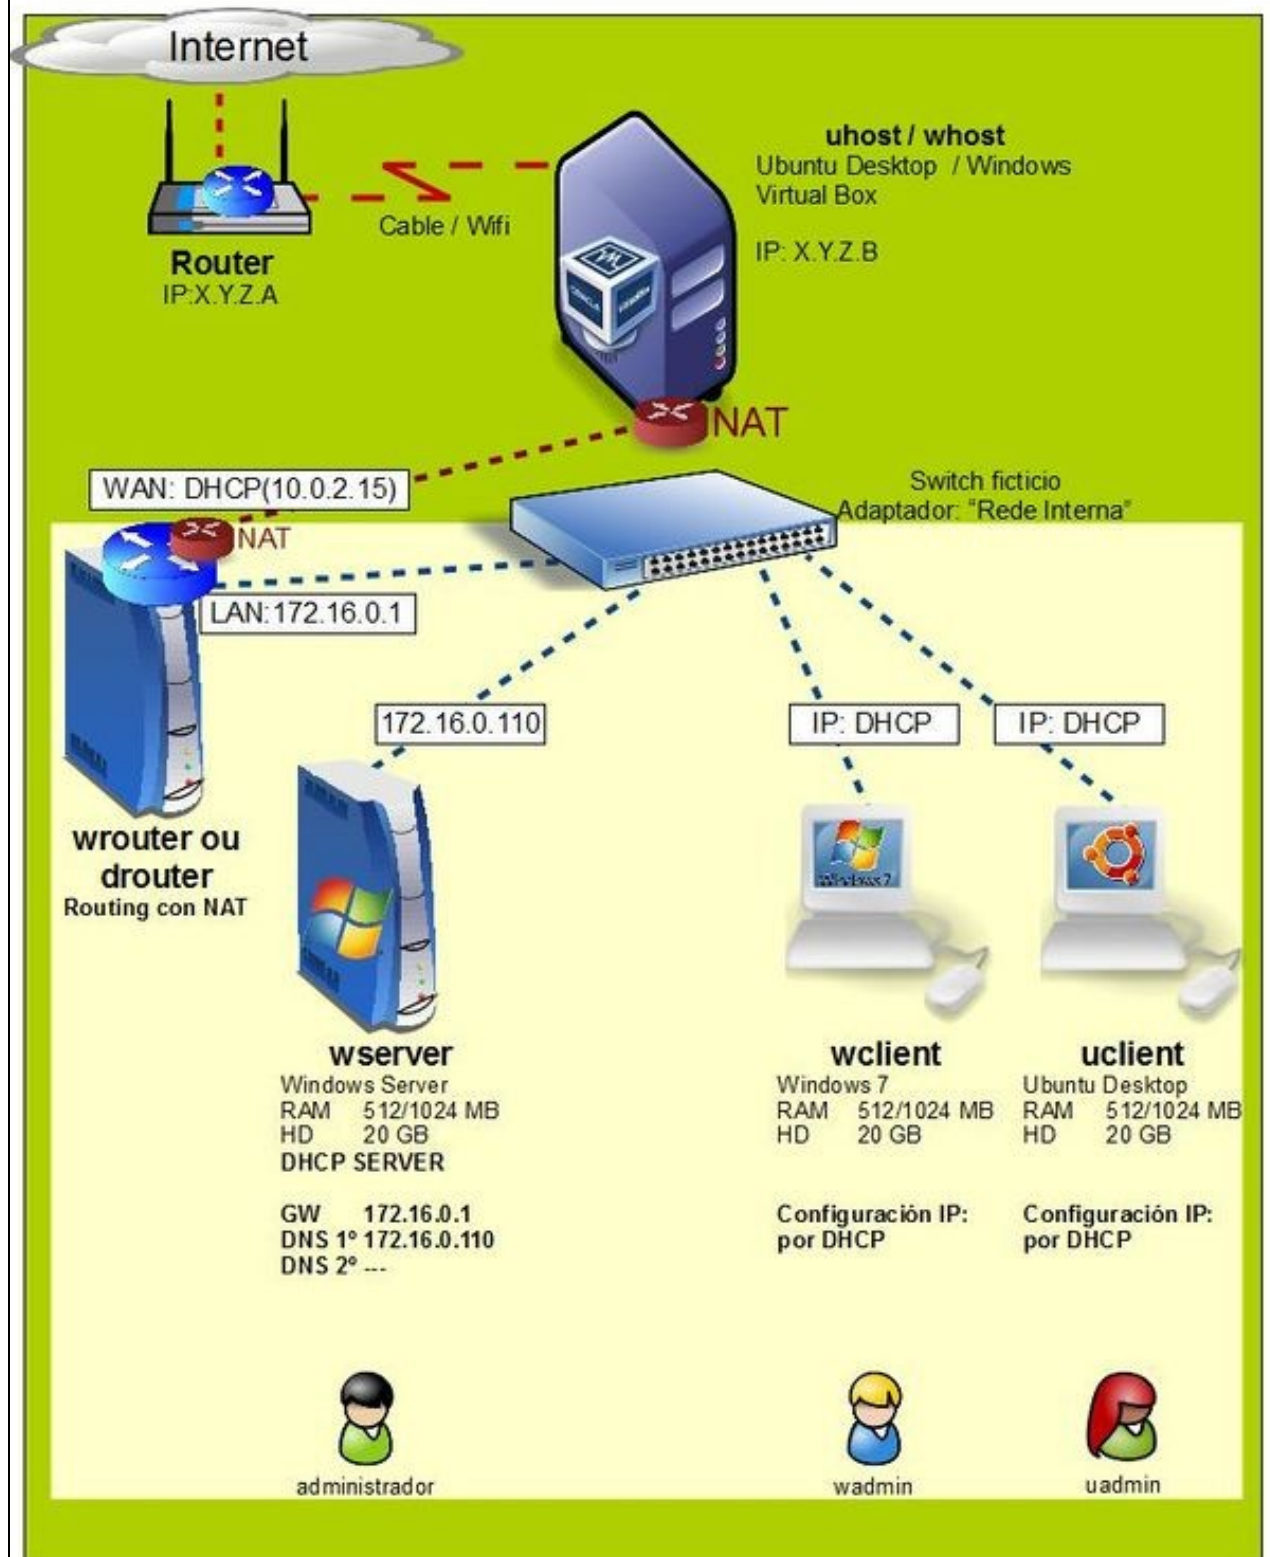 Internet
uhost / whost
Ubuntu Desktop / Windows
Virtual Box
IP: X.Y.Z.B
Cable / Wifi
Router
IP:X.Y.Z.A
NAT
WAN: DHCP(10.0.2.15)
Switch ficticio
Adaptador: “Rede Interna”
NAT
LAN:172.16.0.1
172.16.0.110
IP: DHCP
IP: DHCP
wrouter ou
drouter
Routing con NAT
Windows 7
wserver
Windows Server
RAM 512/1024 MB
HD 20 GB
DHCP SERVER
GW 172.16.0.1
DNS 1º 172.16.0.110
DNS 2º ---
wclient
Windows 7
RAM 512/1024 MB
HD 20 GB
Configuración IP:
por DHCP
uclient
Ubuntu Desktop
RAM 512/1024 MB
HD 20 GB
Configuración IP:
por DHCP
administrador
wadmin
uadmin